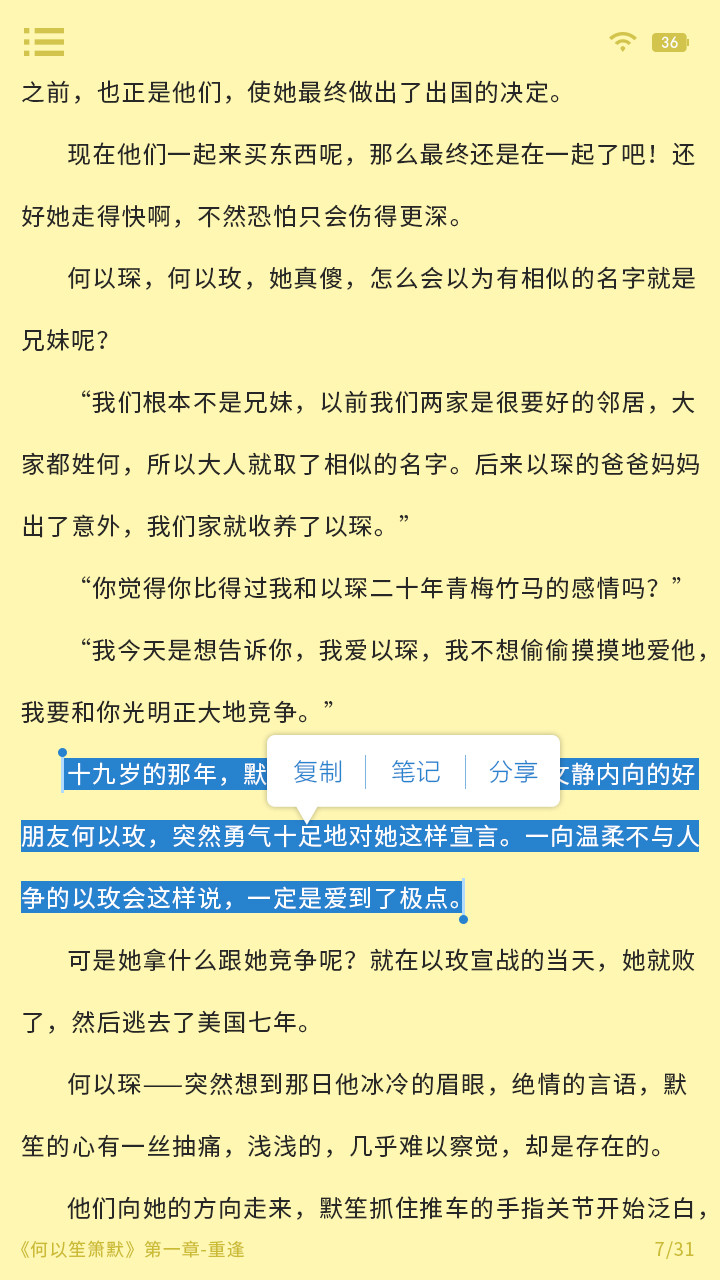 36
之前，也正是他们，使她最终做出了出国的决定。
现在他们一起来买东西呢，那么最终还是在一起了吧！还
好她走得快啊，不然恐怕只会伤得更深。
何以琛，何以玫，她真傻，怎么会以为有相似的名字就是
兄妹呢？
“我们根本不是兄妹，以前我们两家是很要好的邻居，大
家都姓何，所以大人就取了相似的名字。后来以琛的爸爸妈妈
出了意外，我们家就收养了以琛。”
“你觉得你比得过我和以琛二十年青梅竹马的感情吗？”
“我今天是想告诉你，我爱以琛，我不想偷偷摸摸地爱他，
我要和你光明正大地竞争。”
复制 笔记 分享
十九岁的那年，默 文静内向的好
朋友何以玫，突然勇气十足地对她这样宣言。一向温柔不与人
争的以玫会这样说，一定是爱到了极点。
可是她拿什么跟她竞争呢？就在以玫宣战的当天，她就败
了，然后逃去了美国七年。
何以琛——突然想到那日他冰冷的眉眼，绝情的言语，默
笙的心有一丝抽痛，浅浅的，几乎难以察觉，却是存在的。
他们向她的方向走来，默笙抓住推车的手指关节开始泛白，
《何以笙箫默》第一章-重逢 7/31